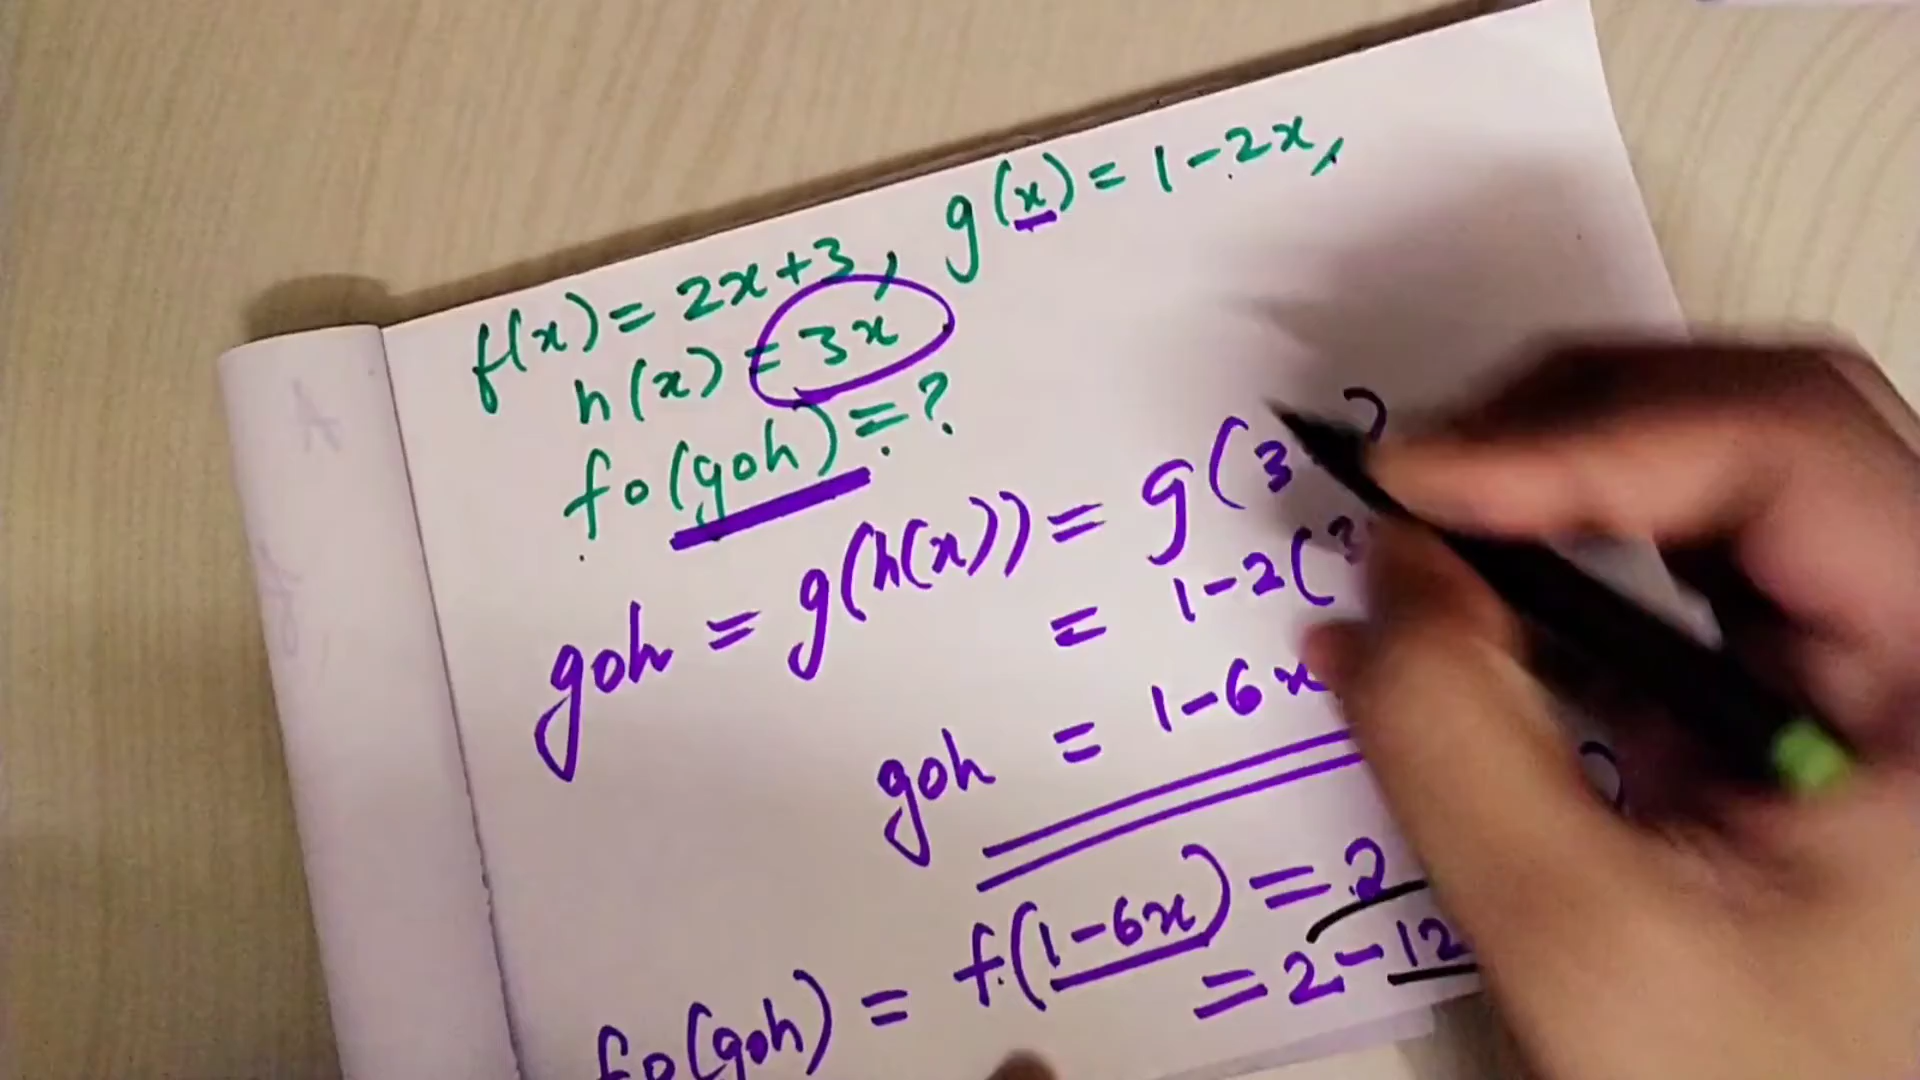 f(x) = 2x+3, g(x) = 1-2x,
h(x) = 3x
fo(goh) = ?
goh = g(h(x)) = g(3
= 1-2(3
goh = 1-6x
fo(goh) = f(1-6x) = 2
= 2-12